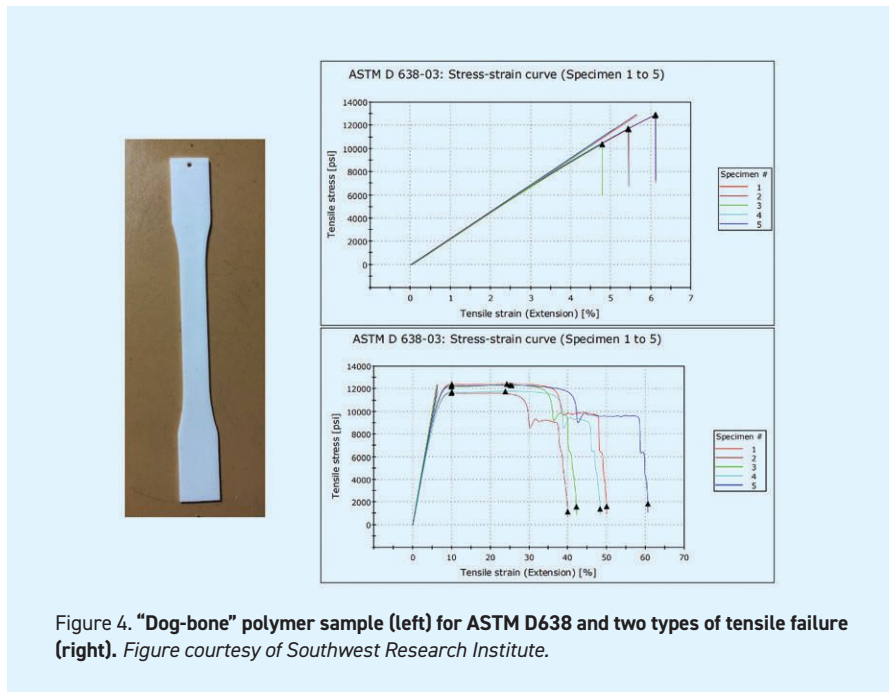 ASTM D 638-03: Stress-strain curve (Specimen 1 to 5)
14000
12000
10000
8000
6000
4000
2000
0
Tensile stress [psi]
0 1 2 3 4 5 6 7
Tensile strain (Extension) [%]
Specimen #
1
2
3
4
5
ASTM D 638-03: Stress-strain curve (Specimen 1 to 5)
14000
12000
10000
8000
6000
4000
2000
0
Tensile stress [psi]
0 10 20 30 40 50 60 70
Tensile strain (Extension) [%]
Specimen #
1
2
3
4
5
Figure 4. "Dog-bone" polymer sample (left) for ASTM D638 and two types of tensile failure
(right). Figure courtesy of Southwest Research Institute.